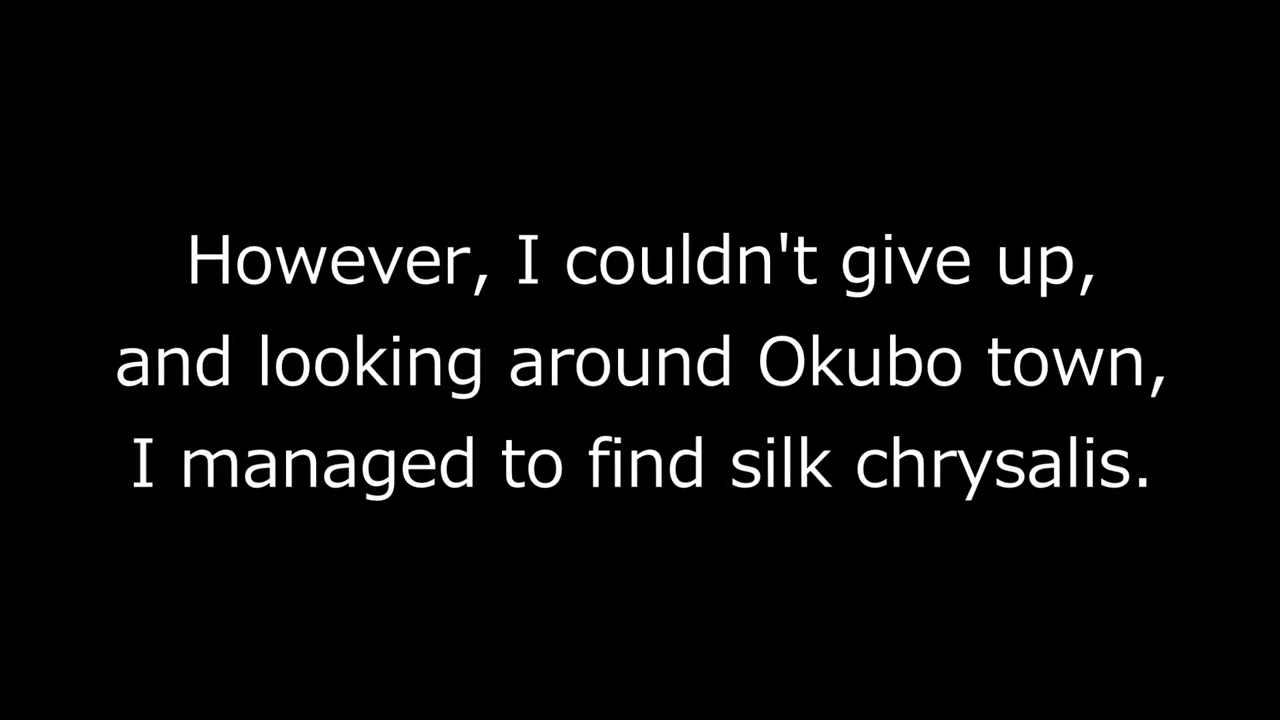 However, I couldn't give up,
and looking around Okubo town,
I managed to find silk chrysalis.